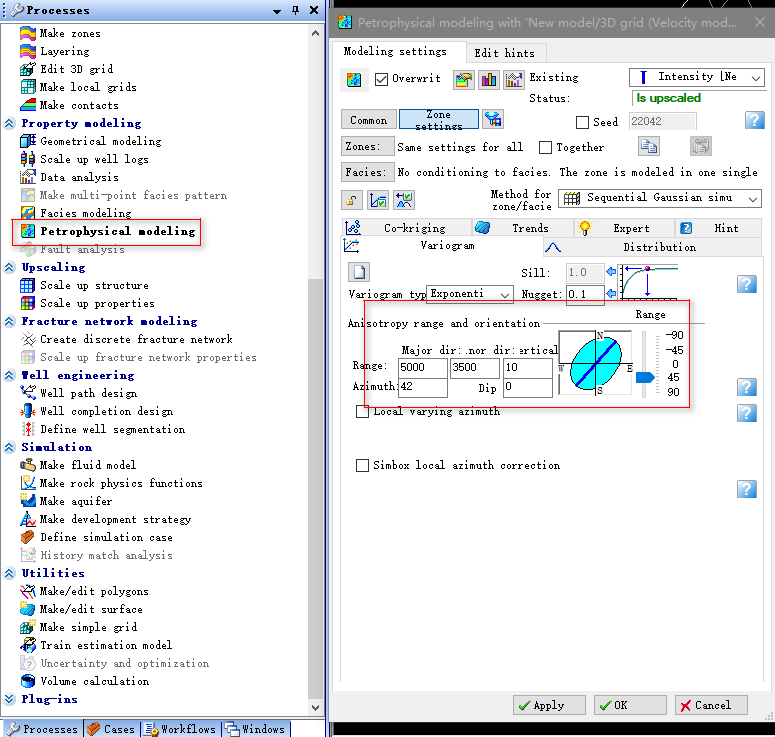 Processes
Make zones
Layering
Edit 3D grid
Make local grids
Make contacts
Property modeling
Geometrical modeling
Scale up well logs
Data analysis
Make multi-point facies pattern
Facies modeling
Petrophysical modeling
Fault analysis
Upscaling
Scale up structure
Scale up properties
Fracture network modeling
Create discrete fracture network
Scale up fracture network properties
Well engineering
Well path design
Well completion design
Define well segmentation
Simulation
Make fluid model
Make rock physics functions
Make aquifer
Make development strategy
Define simulation case
History match analysis
Utilities
Make/edit polygons
Make/edit surface
Make simple grid
Train estimation model
Uncertainty and optimization
Volume calculation
Plug-ins
Processes Cases Workflows Windows
Petrophysical modeling with 'New model/3D grid (Velocity mod...
Modeling settings Edit hints
Overwrit Existing Intensity [Ne
Status: Is upscaled
Common Zone settings Seed 22042
Zones: Same settings for all Together
Facies: No conditioning to facies. The zone is modeled in one single
Method for zone/facie Sequential Gaussian simu
Co-kriging Trends Expert Hint
Variogram Distribution
Sill: 1.0
Variogram typ Exponenti Nugget: 0.1
Anisotropy range and orientation
Range
Major dir: .nor dir: ertical
Range: 5000 3500 10
Azimuth: 42 Dip 0
N
W E
S
-90
-45
0
45
90
Local varying azimuth
Simbox local azimuth correction
Apply OK Cancel